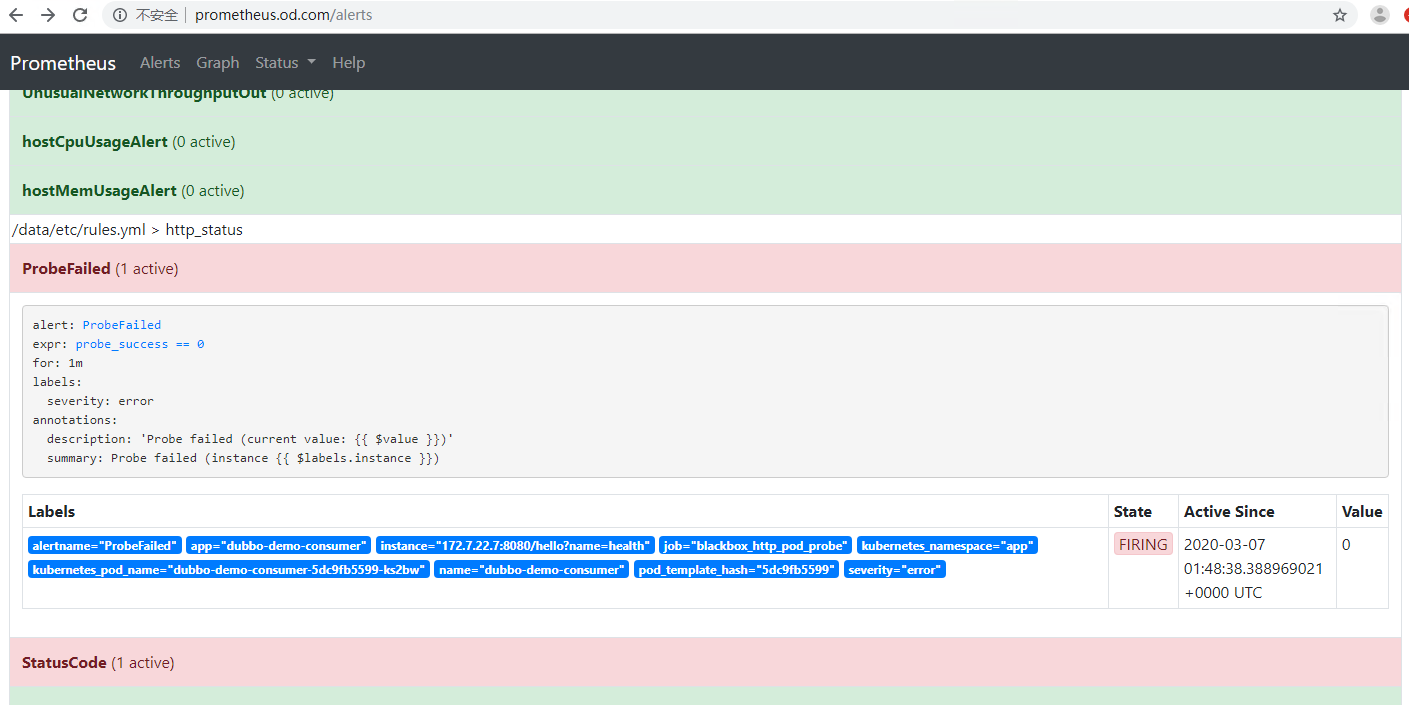 不安全 prometheus.od.com/alerts
Prometheus Alerts Graph Status Help
UnusualNetworkThroughputOut (0 active)
hostCpuUsageAlert (0 active)
hostMemUsageAlert (0 active)
/data/etc/rules.yml > http_status
ProbeFailed (1 active)
alert: ProbeFailed
expr: probe_success == 0
for: 1m
labels:
severity: error
annotations:
description: 'Probe failed (current value: {{ $value }})'
summary: Probe failed (instance {{ $labels.instance }})
Labels State Active Since Value
alertname="ProbeFailed" app="dubbo-demo-consumer" instance="172.7.22.7:8080/hello?name=health" job="blackbox_http_pod_probe" kubernetes_namespace="app" FIRING 2020-03-07 0
kubernetes_pod_name="dubbo-demo-consumer-5dc9fb5599-ks2bw" name="dubbo-demo-consumer" pod_template_hash="5dc9fb5599" severity="error" 01:48:38.388969021
+0000 UTC
StatusCode (1 active)